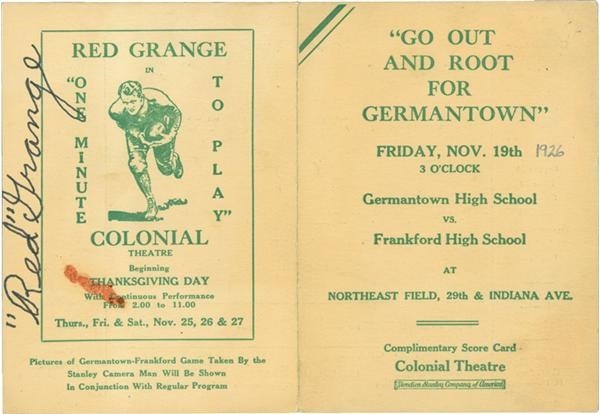 "Red" Grange
RED GRANGE
IN
"ONE MINUTE
TO PLAY"
COLONIAL
THEATRE
Beginning
THANKSGIVING DAY
With Continuous Performance
From 2.00 to 11.00
Thurs., Fri. & Sat., Nov. 25, 26 & 27
Pictures of Germantown-Frankford Game Taken By the
Stanley Camera Man Will Be Shown
In Conjunction With Regular Program
"GO OUT
AND ROOT
FOR
GERMANTOWN"
FRIDAY, NOV. 19th 1926
3 O'CLOCK
Germantown High School
VS.
Frankford High School
AT
NORTHEAST FIELD, 29th & INDIANA AVE.
Complimentary Score Card
Colonial Theatre
Stanley Company of America